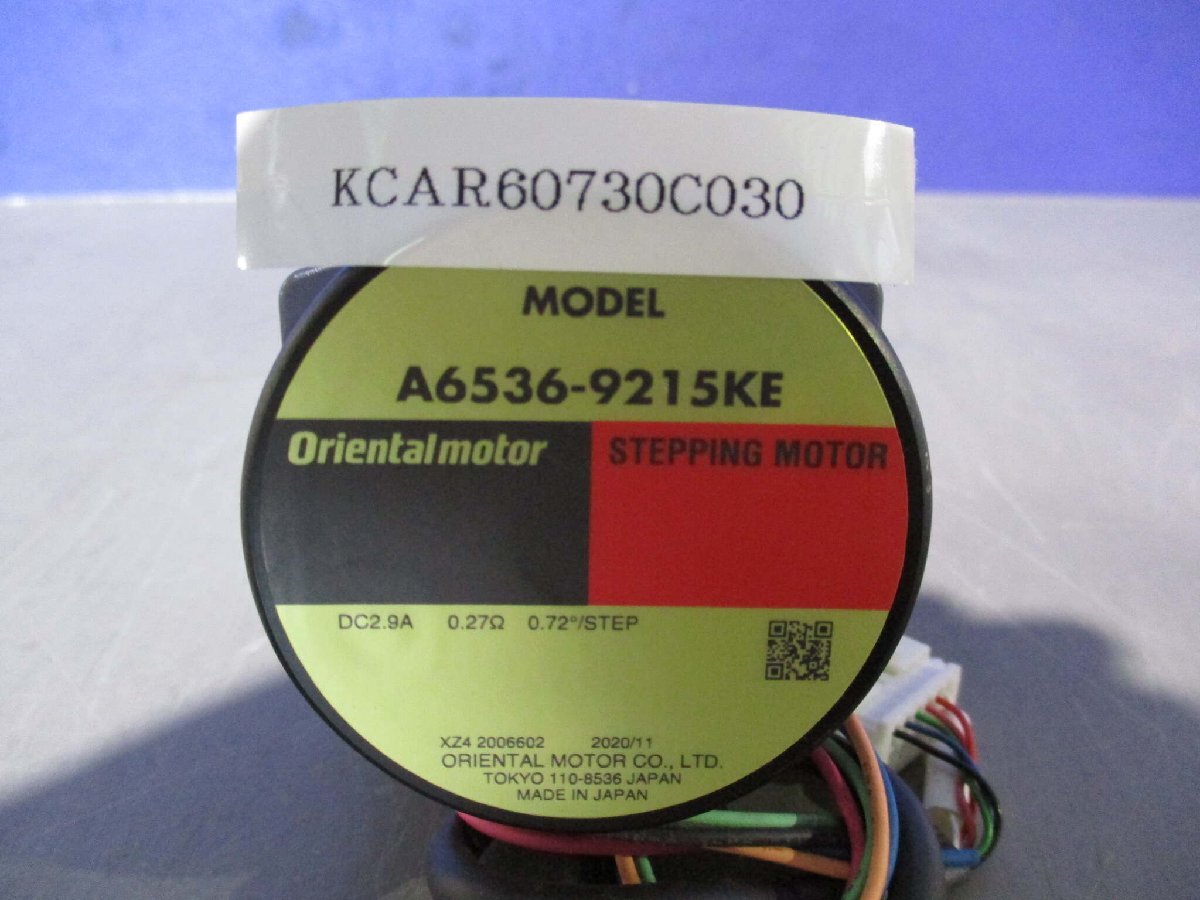 KCAR60730C030
MODEL
A6536-9215KE
Orientalmotor
STEPPING MOTOR
DC2.9A 0.27Ω 0.72°/STEP
XZ4 2006602 2020/11
ORIENTAL MOTOR CO., LTD.
TOKYO 110-8536 JAPAN
MADE IN JAPAN